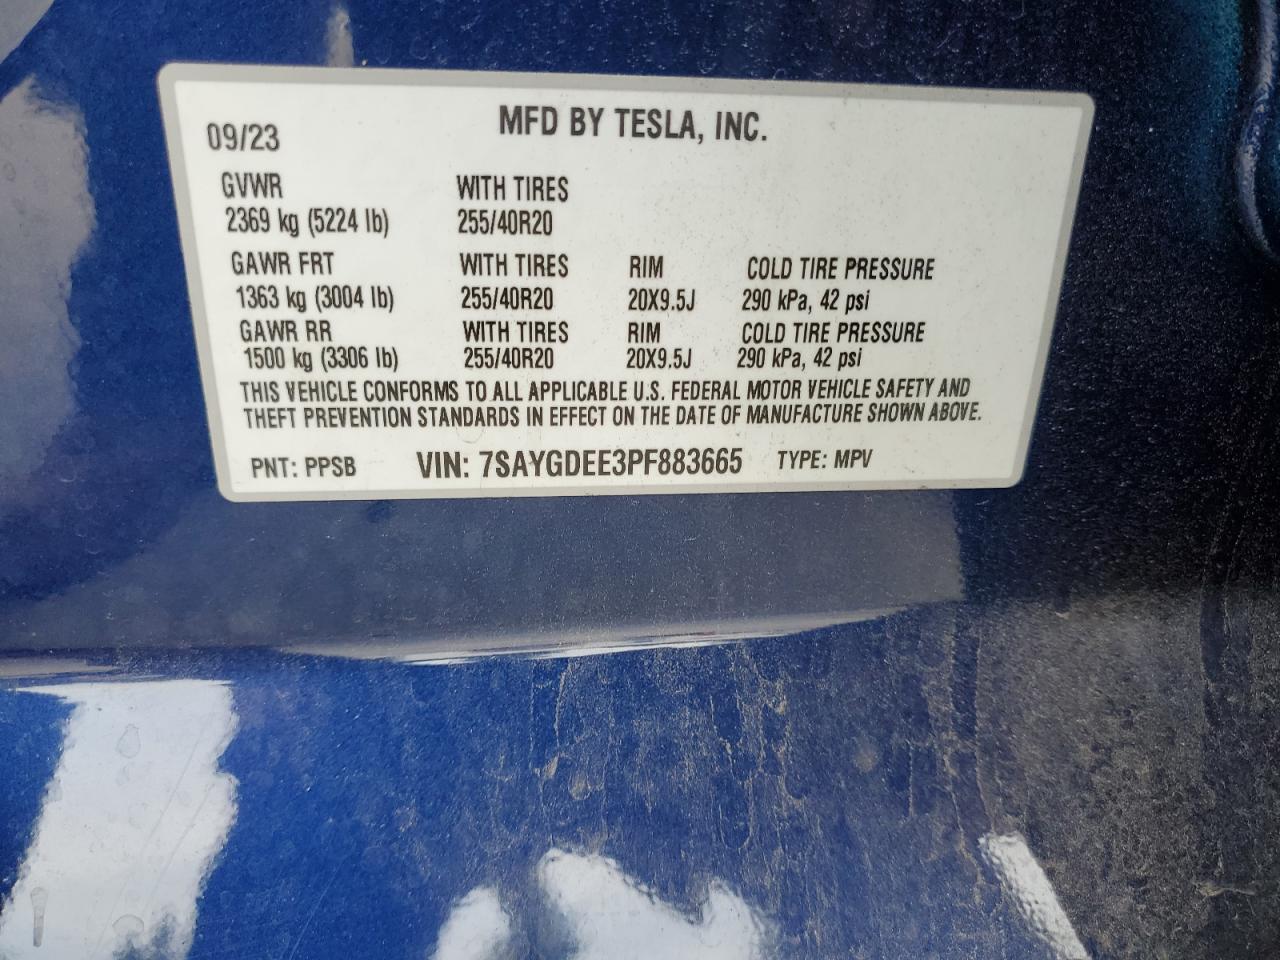 MFD BY TESLA, INC.
09/23
GVWR WITH TIRES
2369 kg (5224 lb) 255/40R20
GAWR FRT WITH TIRES RIM COLD TIRE PRESSURE
1363 kg (3004 lb) 255/40R20 20X9.5J 290 kPa, 42 psi
GAWR RR WITH TIRES RIM COLD TIRE PRESSURE
1500 kg (3306 lb) 255/40R20 20X9.5J 290 kPa, 42 psi
THIS VEHICLE CONFORMS TO ALL APPLICABLE U.S. FEDERAL MOTOR VEHICLE SAFETY AND
THEFT PREVENTION STANDARDS IN EFFECT ON THE DATE OF MANUFACTURE SHOWN ABOVE.
PNT: PPSB VIN: 7SAYGDEE3PF883665 TYPE: MPV